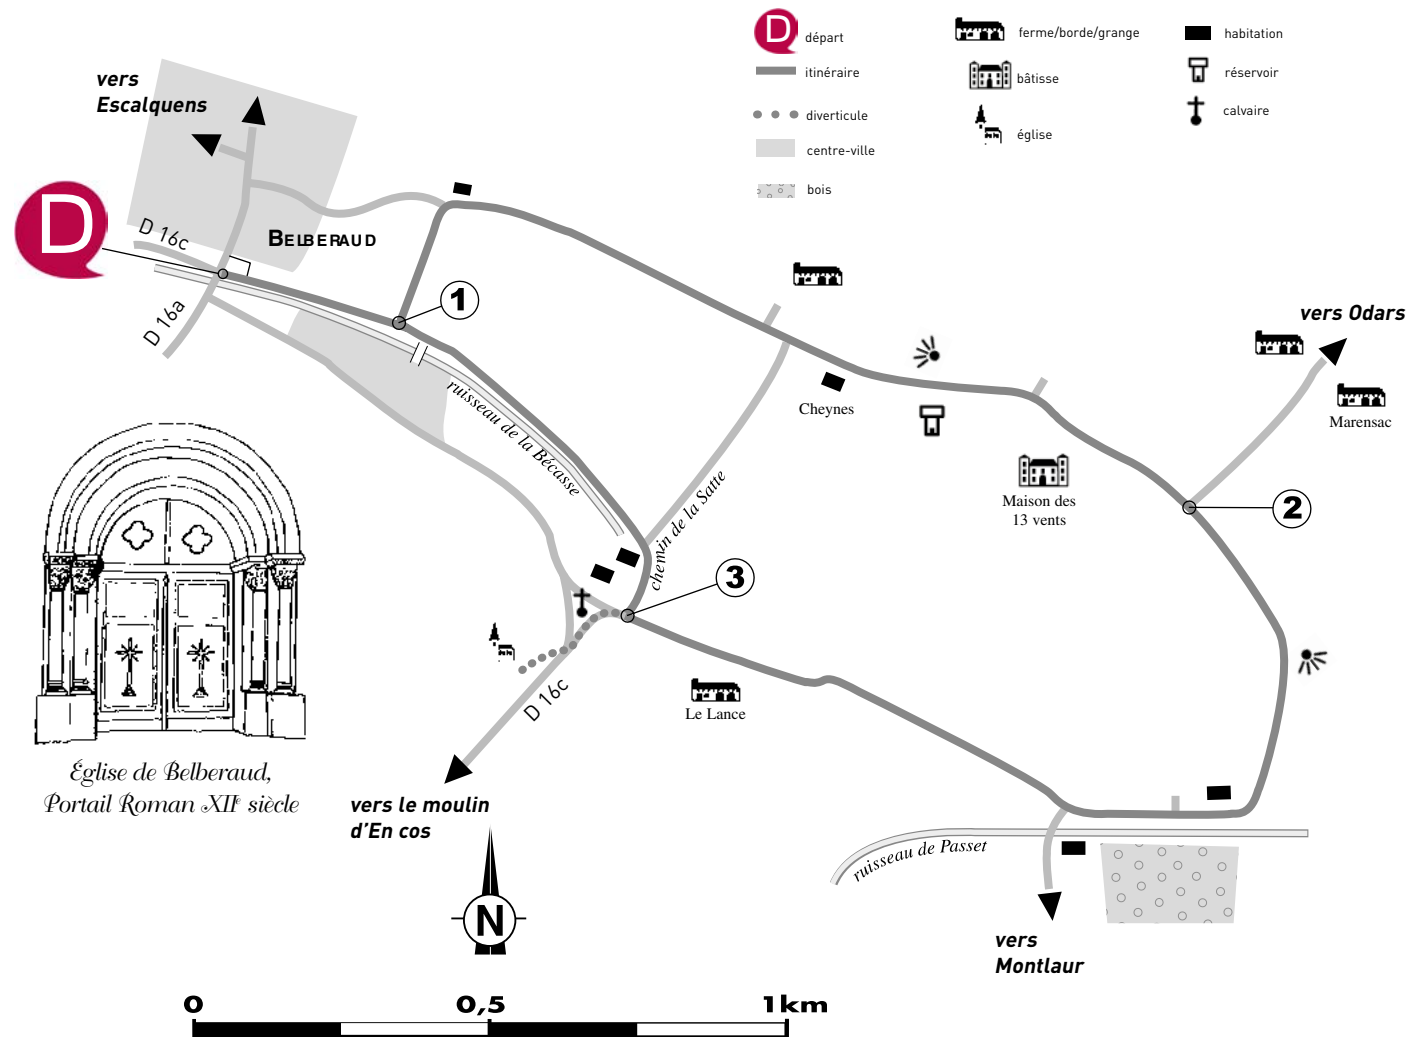 D
départ
itinéraire
diverticule
centre-ville
bois
ferme/borde/grange
bâtisse
église
habitation
réservoir
calvaire
vers
Escalquens
D
D 16c
BELBERAUD
D 16a
1
ruisseau de la Bécasse
chemin de la Satte
Cheynes
vers Odars
Marensac
Maison des
13 vents
2
3
Le Lance
D 16c
Église de Belberaud,
Portail Roman XIIe siècle
vers le moulin
d'En cos
ruisseau de Passet
vers
Montlaur
N
0 0,5 1km